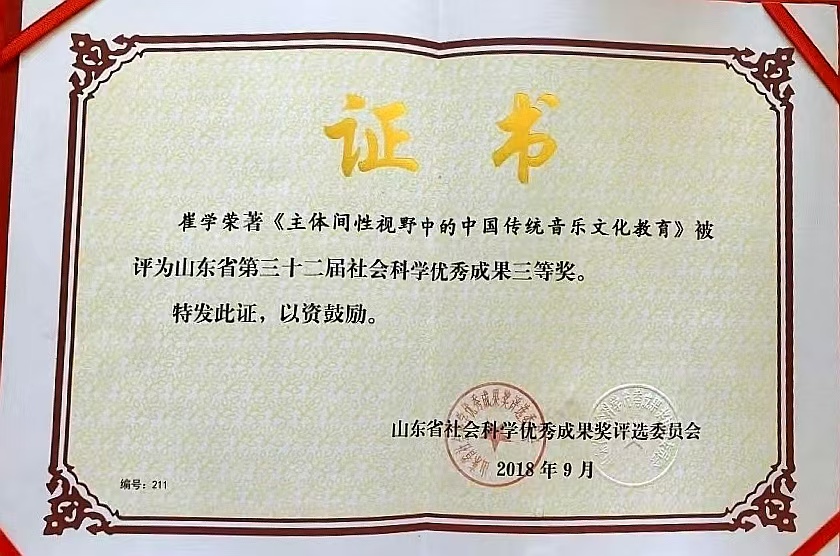 证书
崔学荣著《主体间性视野中的中国传统音乐文化教育》被
评为山东省第三十二届社会科学优秀成果三等奖。
特发此证，以资鼓励。
山东省社会科学优秀成果奖评选委员会
2018年9月
编号：211